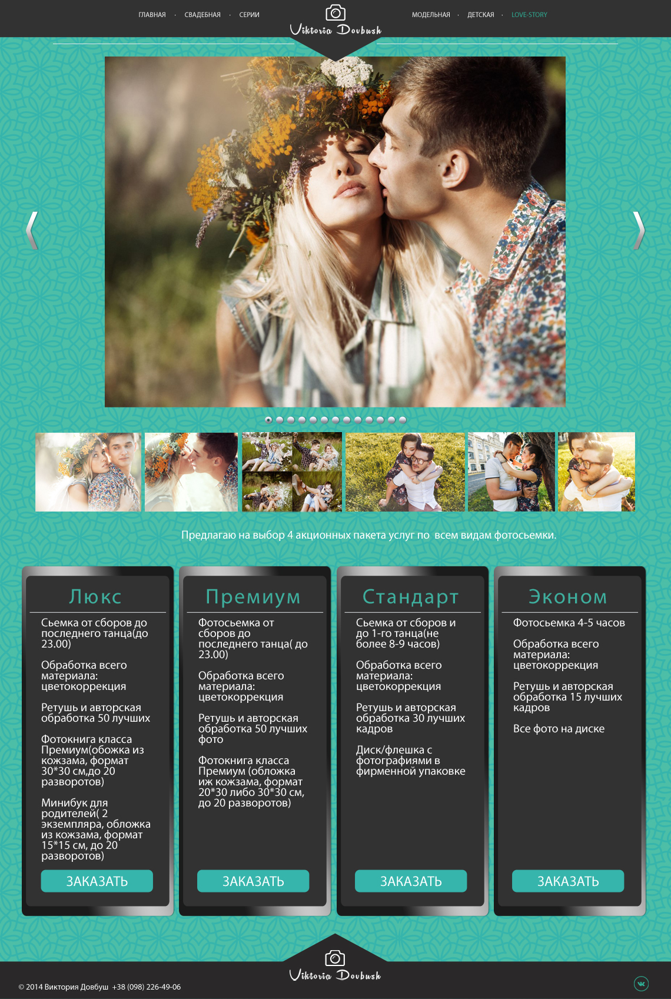 ГЛАВНАЯ · СВАДЕБНАЯ · СЕРИИ
Viktoria Dovbush
МОДЕЛЬНАЯ · ДЕТСКАЯ · LOVE-STORY
Предлагаю на выбор 4 акционных пакета услуг по всем видам фотосьемки.
Люкс
Сьемка от сборов до
последнего танца(до
23.00)
Обработка всего
материала:
цветокоррекция
Ретушь и авторская
обработка 50 лучших
Фотокнига класса
Премиум(обожка из
кожзама, формат
30*30 см,до 20
разворотов)
Минибук для
родителей( 2
экземпляра, обложка
из кожзама, формат
15*15 см, до 20
разворотов)
ЗАКАЗАТЬ
Премиум
Фотосьемка от
сборов до
последнего танца( до
23.00)
Обработка всего
материала:
цветокоррекция
Ретушь и авторская
обработка 50 лучших
фото
Фотокнига класса
Премиум (обложка
иж кожзама, формат
20*30 либо 30*30 см,
до 20 разворотов)
ЗАКАЗАТЬ
Стандарт
Сьемка от сборов и
до 1-го танца(не
более 8-9 часов)
Обработка всего
материала:
цветокоррекция
Ретушь и авторская
обработка 30 лучших
кадров
Диск/флешка с
фотографиями в
фирменной упаковке
ЗАКАЗАТЬ
Эконом
Фотосьемка 4-5 часов
Обработка всего
материала:
цветокоррекция
Ретушь и авторская
обработка 15 лучших
кадров
Все фото на диске
ЗАКАЗАТЬ
Viktoria Dovbush
© 2014 Виктория Довбуш +38 (098) 226-49-06